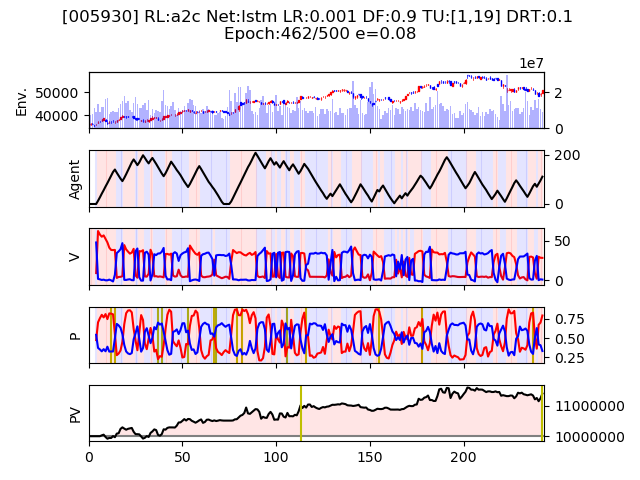 [005930] RL:a2c Net:lstm LR:0.001 DF:0.9 TU:[1,19] DRT:0.1
Epoch:462/500 e=0.08
1e7
Env.
50000
40000
2
0
Agent
200
0
V
50
0
P
0.75
0.50
0.25
PV
11000000
10000000
0 50 100 150 200